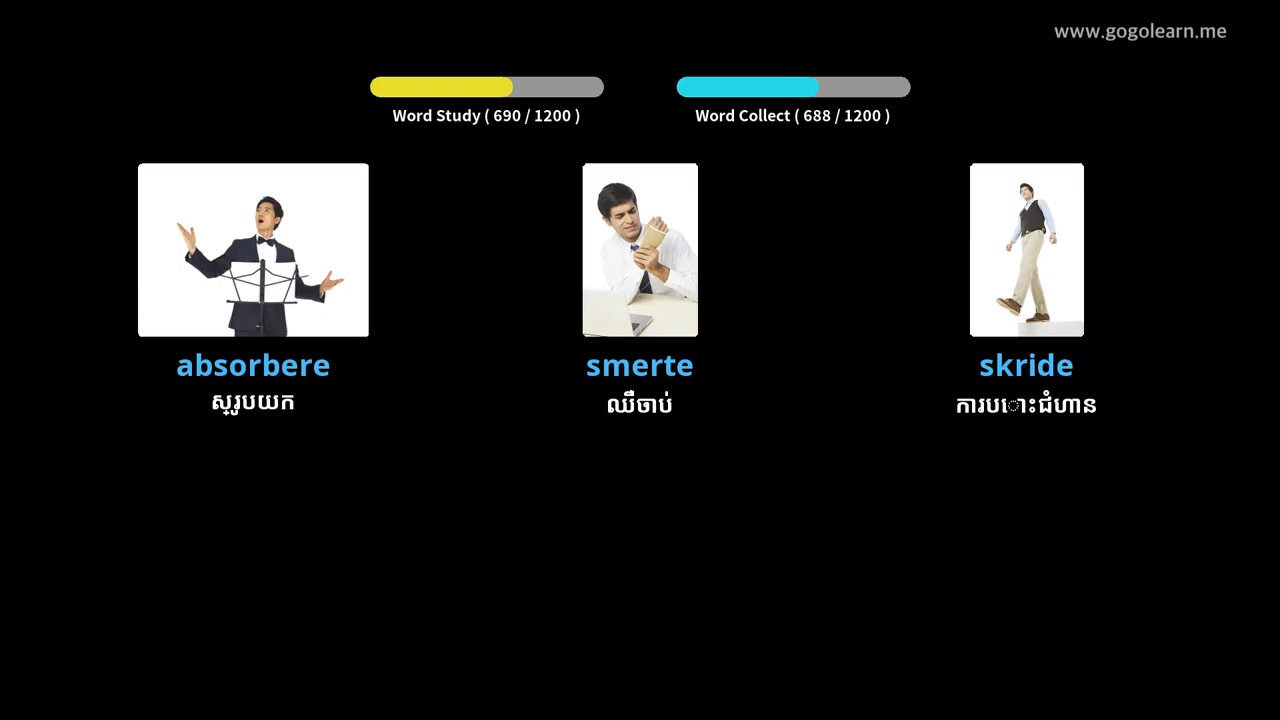 www.gogolearn.me
Word Study ( 690 / 1200 )
Word Collect ( 688 / 1200 )
absorbere
smerte
skride
ស្រូបយក
ឈឺចាប់
ការបោះជំហាន